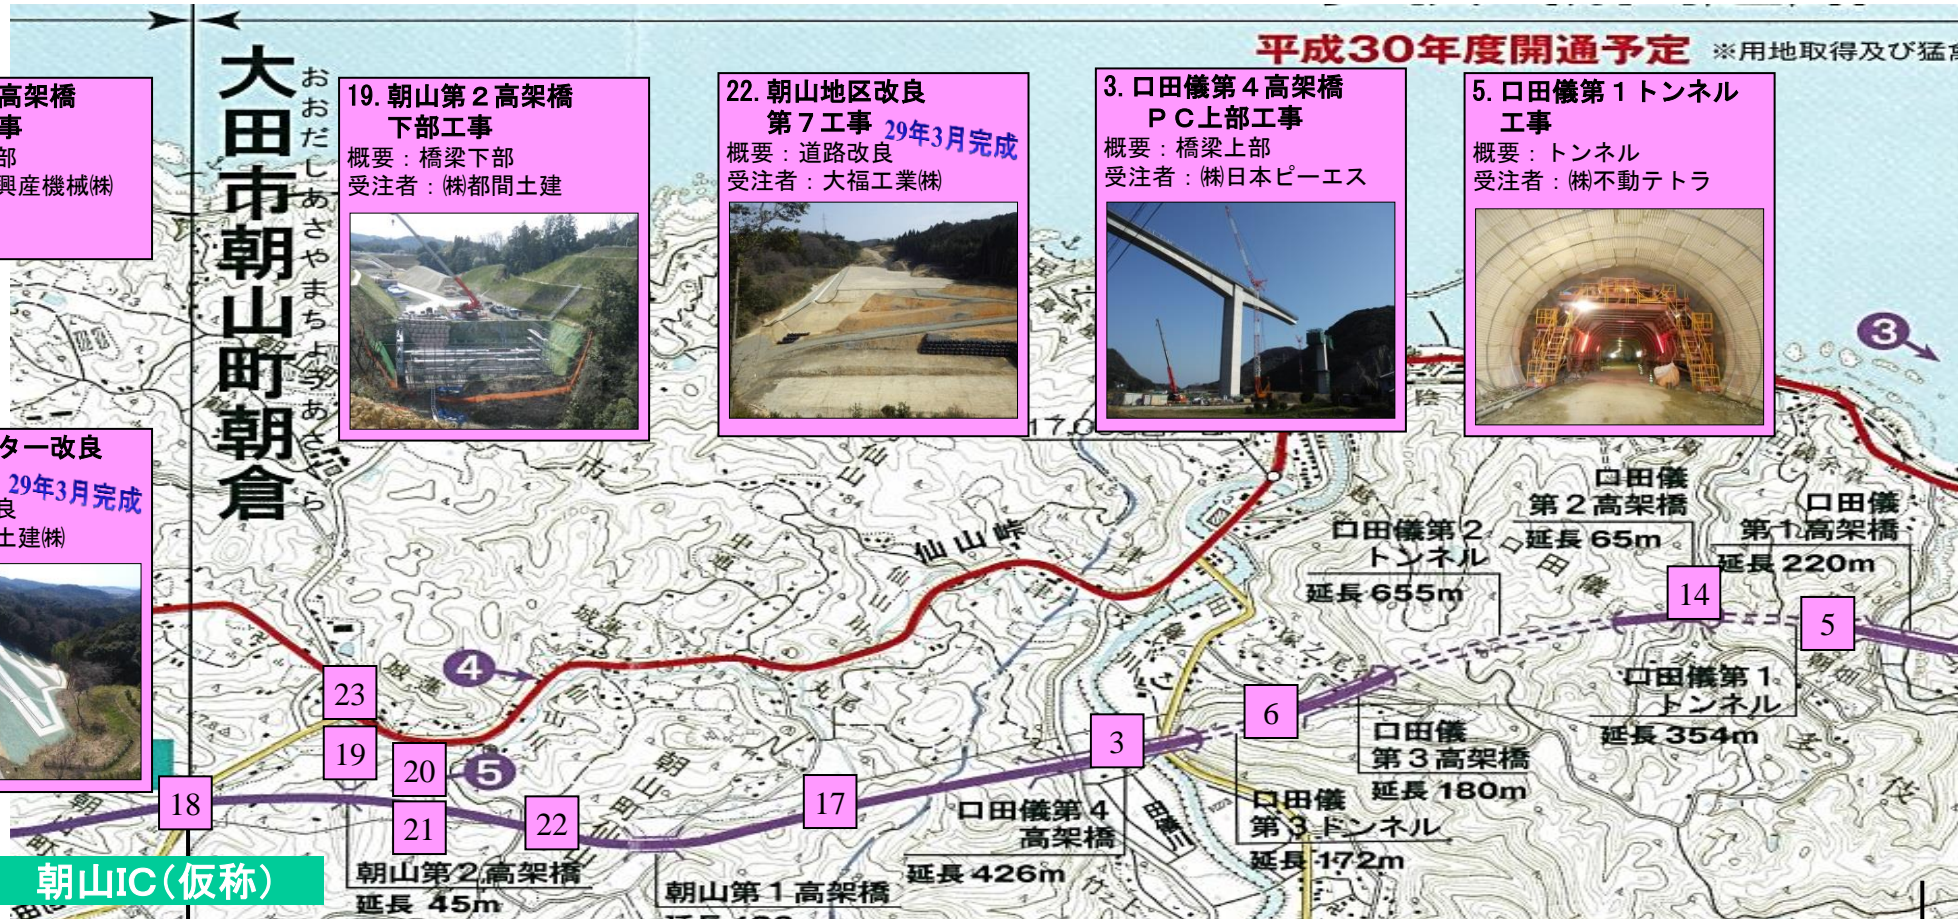 平成30年度開通予定 ※用地取得及び猛
大田市朝山町朝倉
おおだしあさやまちょうあさくら
高架橋
事
部
興産機械㈱
19. 朝山第２高架橋
下部工事
概要：橋梁下部
受注者：㈱都間土建
22. 朝山地区改良
第７工事
29年3月完成
概要：道路改良
受注者：大福工業㈱
3. 口田儀第４高架橋
ＰＣ上部工事
概要：橋梁上部
受注者：㈱日本ピーエス
5. 口田儀第１トンネル
工事
概要：トンネル
受注者：㈱不動テトラ
3
ター改良
29年3月完成
良
土建㈱
仙山峠
口田儀第2
トンネル
延長 655m
口田儀
第2高架橋
延長 65m
口田儀
第1高架橋
延長 220m
14
5
口田儀第1
トンネル
延長 354m
4
23
19
20
5
21
18
22
17
3
6
口田儀
第3高架橋
延長 180m
口田儀
第3トンネル
延長 172m
口田儀第4
高架橋
延長 426m
田儀川
朝山第2高架橋
延長 45m
朝山第1高架橋
朝山IC(仮称)